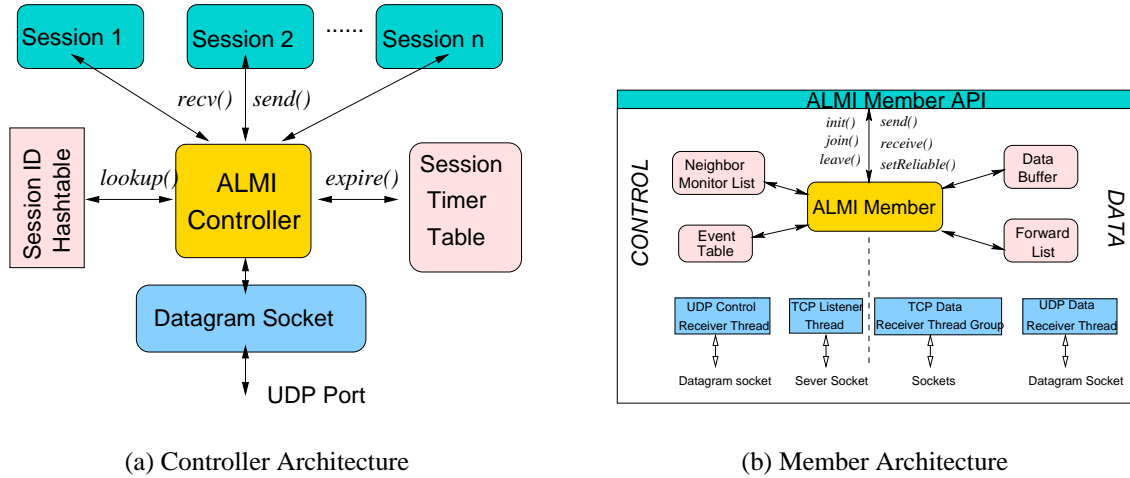 Session 1
Session 2
......
Session n
recv()
send()
Session ID
Hashtable
lookup()
ALMI
Controller
expire()
Session
Timer
Table
Datagram Socket
UDP Port
(a) Controller Architecture
ALMI Member API
init()
join()
leave()
send()
receive()
setReliable()
CONTROL
DATA
Neighbor
Monitor List
Data
Buffer
ALMI Member
Event
Table
Forward
List
UDP Control
Receiver Thread
TCP Listener
Thread
TCP Data
Receiver Thread Group
UDP Data
Receiver Thread
Datagram socket
Sever Socket
Sockets
Datagram Socket
(b) Member Architecture